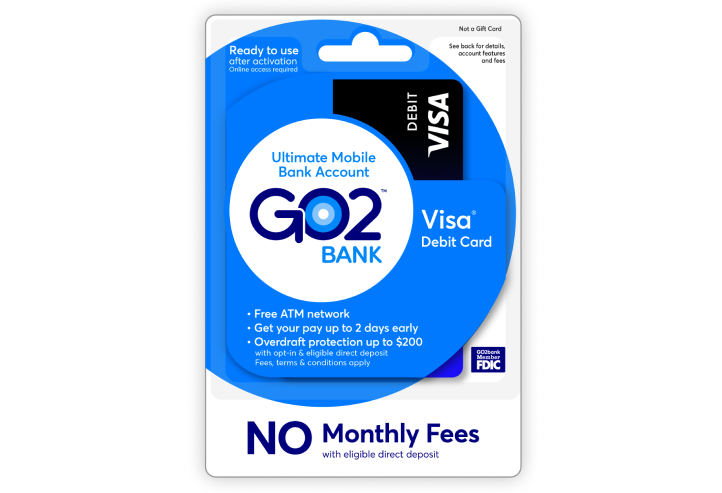 Not a Gift Card
Ready to use
after activation
Online access required
See back for details,
account features
and fees
DEBIT
VISA
Ultimate Mobile
Bank Account
GO2™
BANK
Visa®
Debit Card
• Free ATM network
• Get your pay up to 2 days early
• Overdraft protection up to $200
with opt-in & eligible direct deposit
Fees, terms & conditions apply
GO2bank
Member
FDIC
NO Monthly Fees
with eligible direct deposit